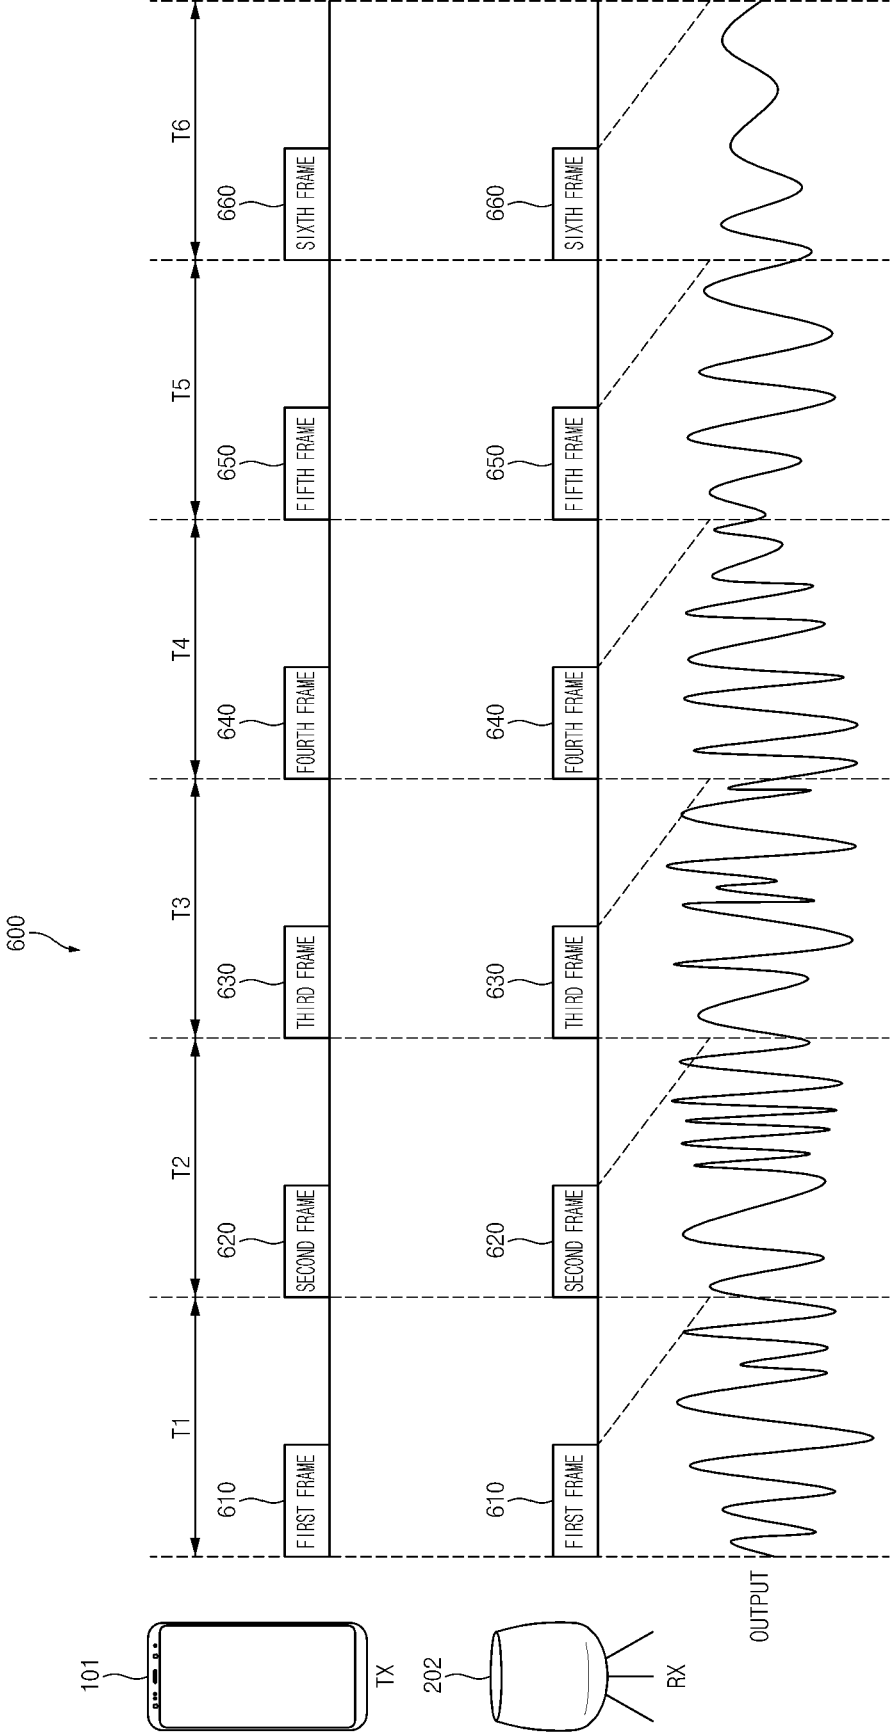 600
T1
T2
T3
T4
T5
T6
101
TX
610
FIRST FRAME
620
SECOND FRAME
630
THIRD FRAME
640
FOURTH FRAME
650
FIFTH FRAME
660
SIXTH FRAME
202
RX
610
FIRST FRAME
620
SECOND FRAME
630
THIRD FRAME
640
FOURTH FRAME
650
FIFTH FRAME
660
SIXTH FRAME
OUTPUT